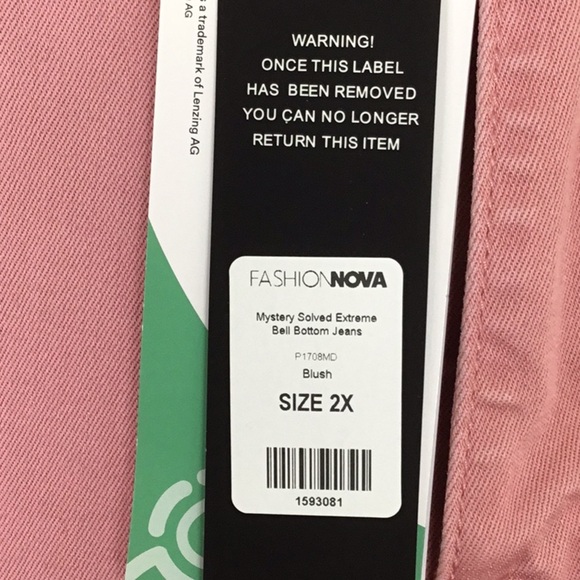 s a trademark of Lenzing AG
AG
WARNING!
ONCE THIS LABEL
HAS BEEN REMOVED
YOU CAN NO LONGER
RETURN THIS ITEM
FASHIONNOVA
Mystery Solved Extreme
Bell Bottom Jeans
P1708MD
Blush
SIZE 2X
1593081